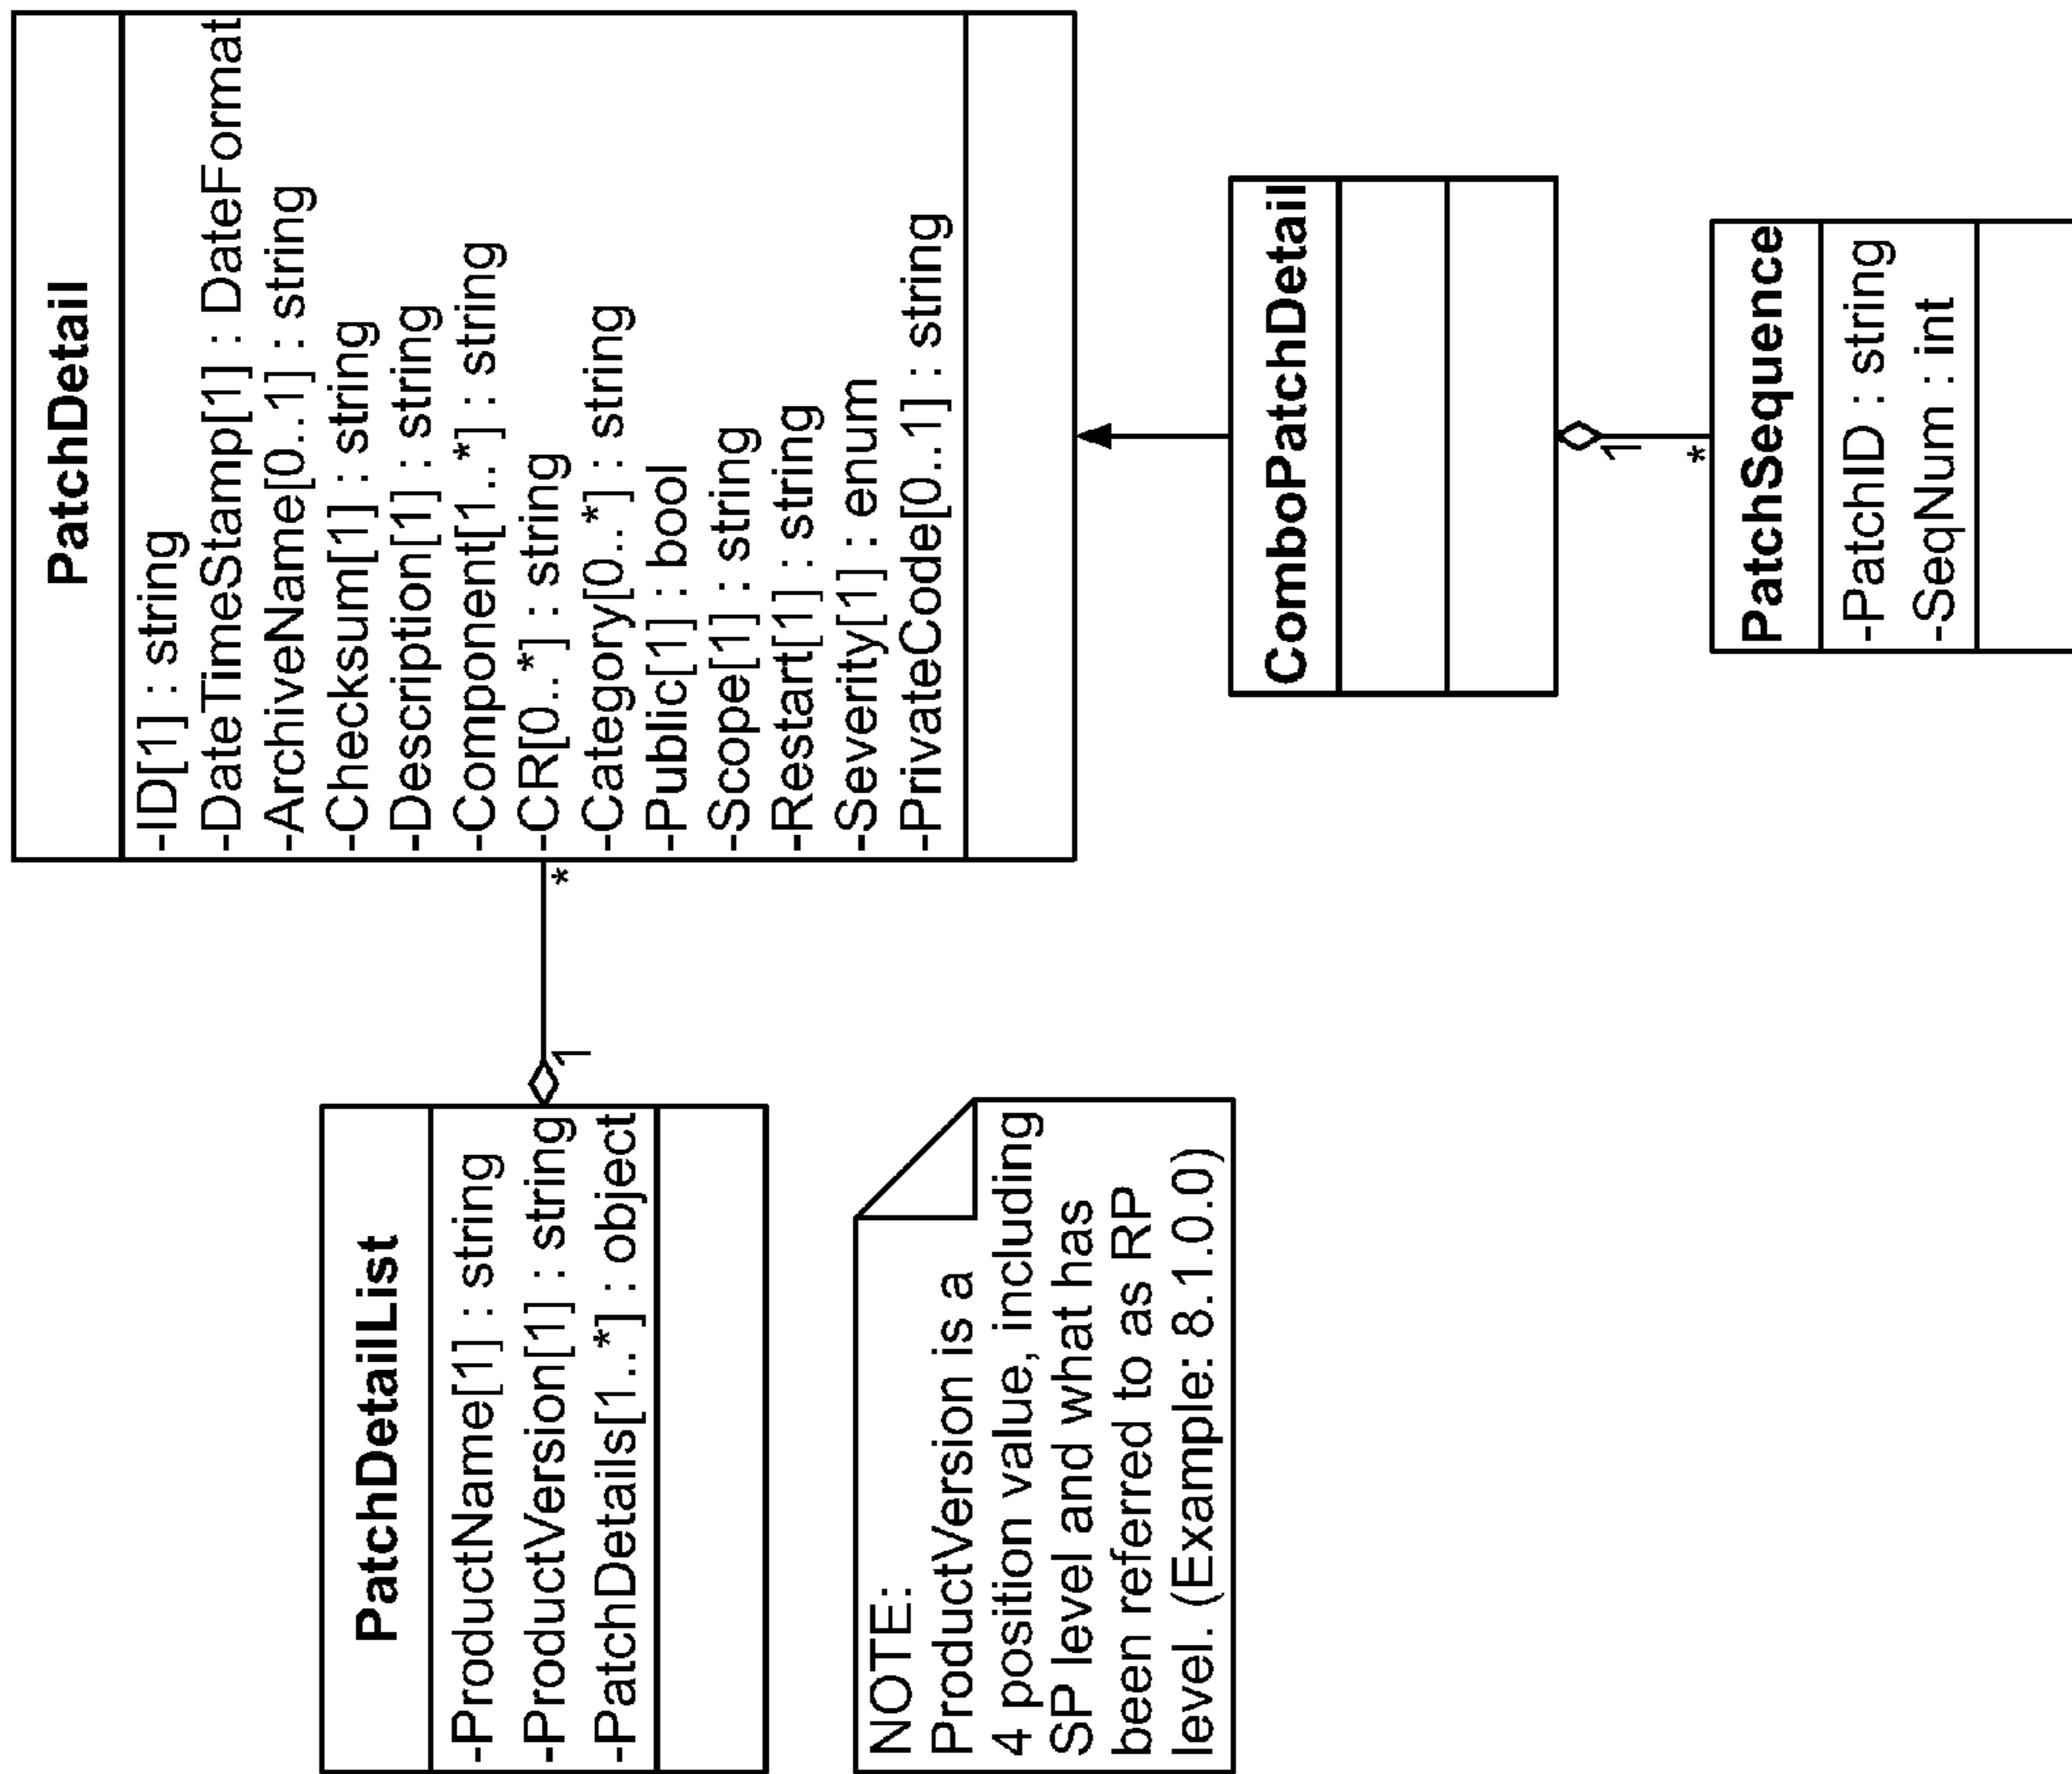 PatchDetailList
-ProductName[1] : string
-ProductVersion[1] : string
-PatchDetails[1..*] : object
1
*
PatchDetail
-ID[1] : string
-DateTimeStamp[1] : DateFormat
-ArchiveName[0..1] : string
-Checksum[1] : string
-Description[1] : string
-Component[1..*] : string
-CR[0..*] : string
-Category[0..*] : string
-Public[1] : bool
-Scope[1] : string
-Restart[1] : string
-Severity[1] : enum
-PrivateCode[0..1] : string
NOTE:
ProductVersion is a
4 position value, including
SP level and what has
been referred to as RP
level. (Example: 8.1.0.0)
ComboPatchDetail
1
*
PatchSequence
-PatchID : string
-SeqNum : int